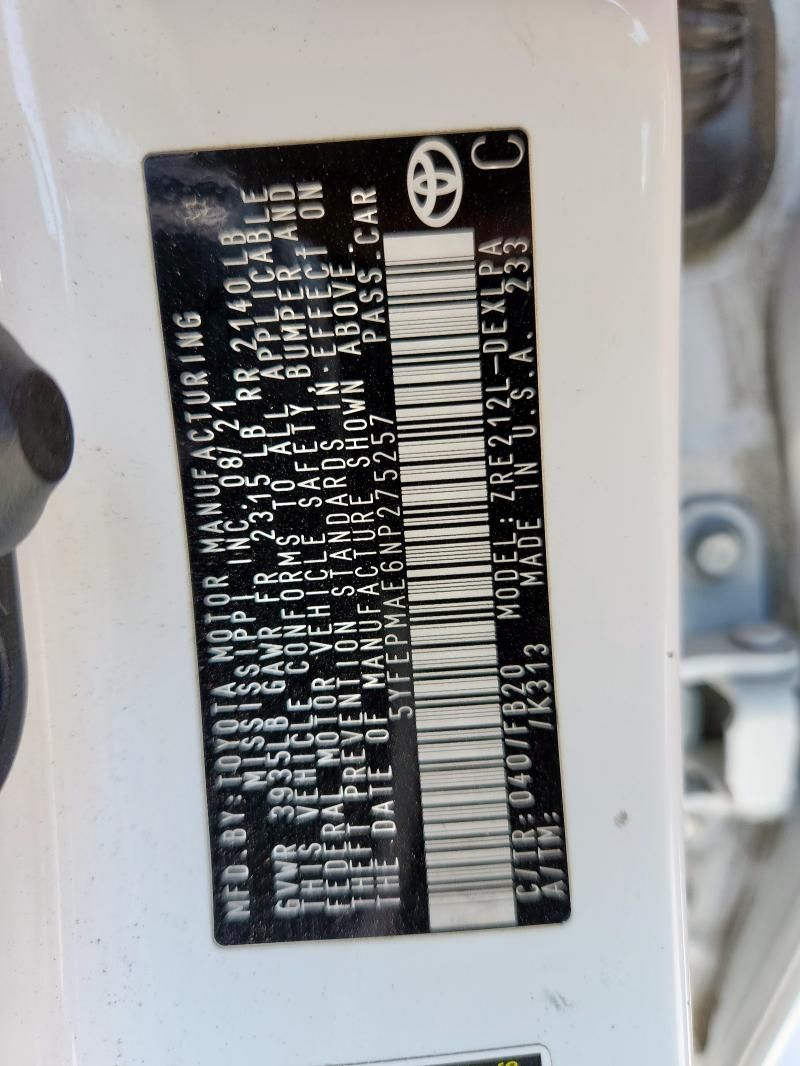 MFD.BY:TOYOTA MOTOR MANUFACTURING
MISSISSIPPI INC. 08/21
GVWR 3935LB GAWR FR 2315 LB RR 2140LB
THIS VEHICLE CONFORMS TO ALL APPLICABLE
FEDERAL MOTOR VEHICLE SAFETY, BUMPER AND
THEFT PREVENTION STANDARDS IN EFFECT ON
THE DATE OF MANUFACTURE SHOWN ABOVE.
5YFEPMAE6NP275257 PASS.CAR
C/TR:040/FB20 MODEL:ZRE212L-DEXLPA
A/TM: /K313 MADE IN U.S.A. 233
C